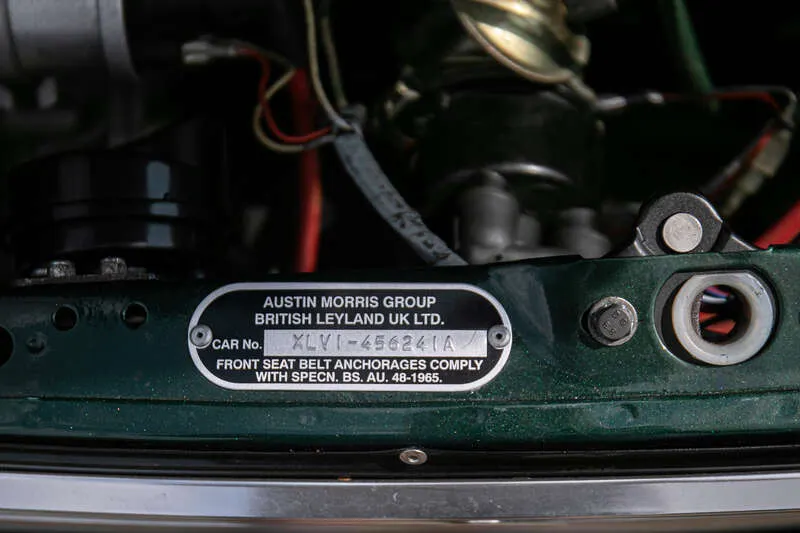 AUSTIN MORRIS GROUP
BRITISH LEYLAND UK LTD.
CAR No. XLV1-456241A
FRONT SEAT BELT ANCHORAGES COMPLY
WITH SPECN. BS. AU. 48-1965.